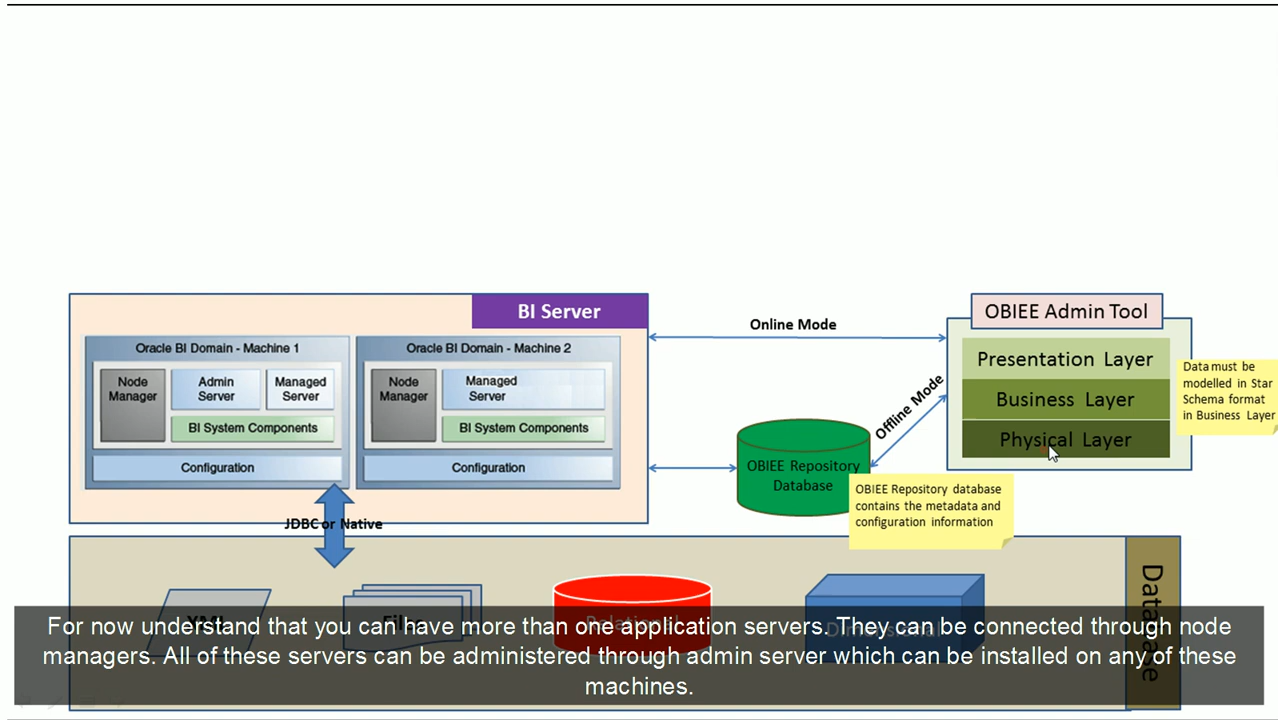 BI Server
Oracle BI Domain - Machine 1
Node
Manager
Admin
Server
Managed
Server
BI System Components
Configuration
Oracle BI Domain - Machine 2
Node
Manager
Managed
Server
BI System Components
Configuration
Online Mode
Offline Mode
OBIEE Admin Tool
Presentation Layer
Business Layer
Physical Layer
Data must be
modelled in Star
Schema format
in Business Layer
OBIEE Repository
Database
OBIEE Repository database
contains the metadata and
configuration information
JDBC or Native
XML
Files
Relational
Dimensional
Database
For now understand that you can have more than one application servers. They can be connected through node
managers. All of these servers can be administered through admin server which can be installed on any of these
machines.